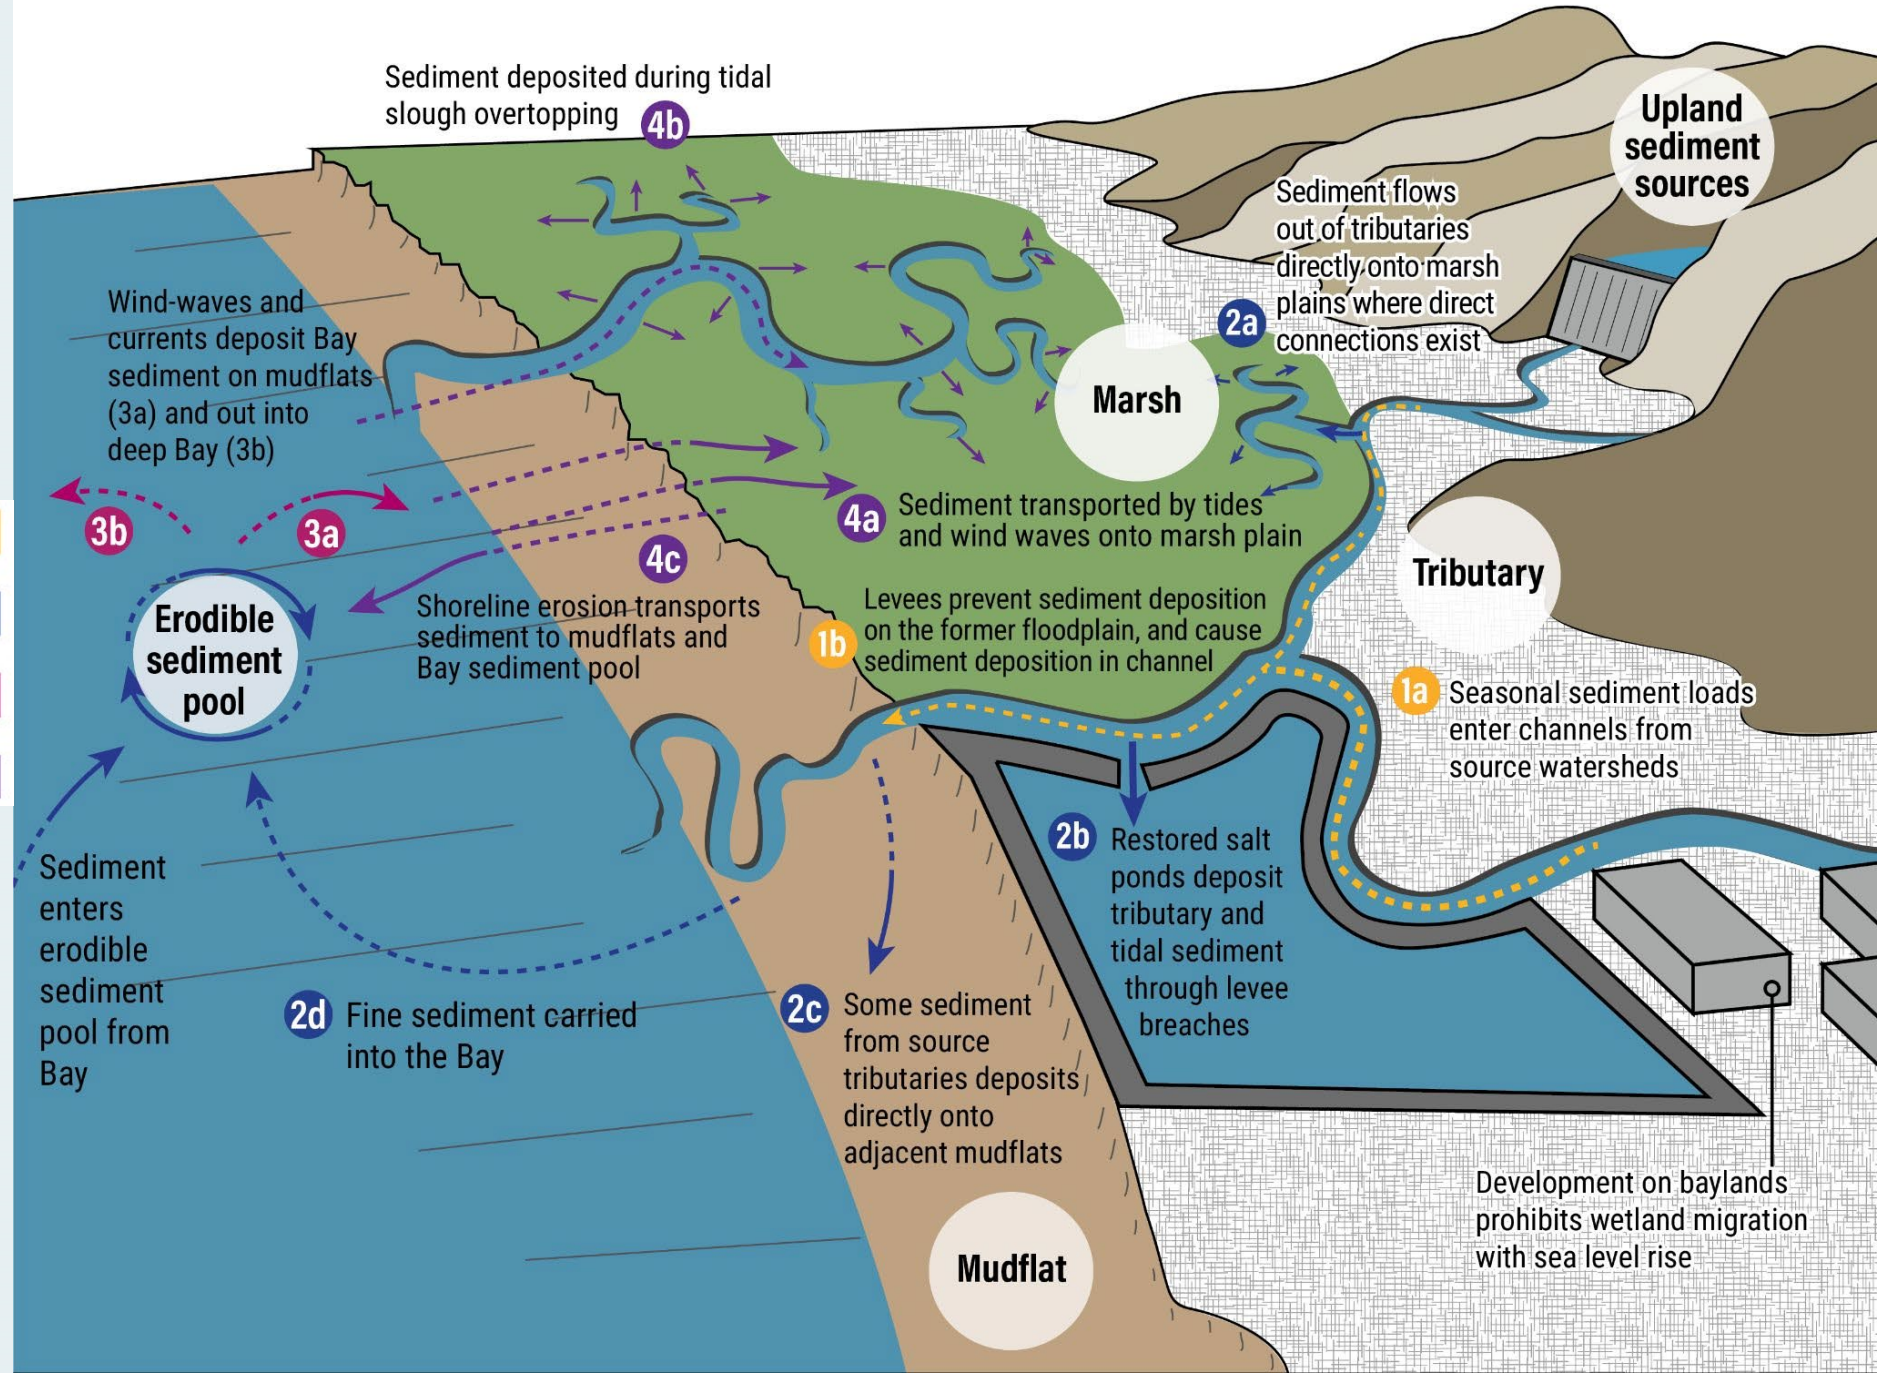 Sediment deposited during tidal
slough overtopping
4b
Upland
sediment
sources
Sediment flows
out of tributaries
directly onto marsh
plains where direct
connections exist
2a
Wind-waves and
currents deposit Bay
sediment on mudflats
(3a) and out into
deep Bay (3b)
Marsh
3b
3a
4a
Sediment transported by tides
and wind waves onto marsh plain
4c
Shoreline erosion transports
sediment to mudflats and
Bay sediment pool
Tributary
Erodible
sediment
pool
1b
Levees prevent sediment deposition
on the former floodplain, and cause
sediment deposition in channel
1a
Seasonal sediment loads
enter channels from
source watersheds
2b
Restored salt
ponds deposit
tributary and
tidal sediment
through levee
breaches
Sediment
enters
erodible
sediment
pool from
Bay
2d
Fine sediment carried
into the Bay
2c
Some sediment
from source
tributaries deposits
directly onto
adjacent mudflats
Mudflat
Development on baylands
prohibits wetland migration
with sea level rise